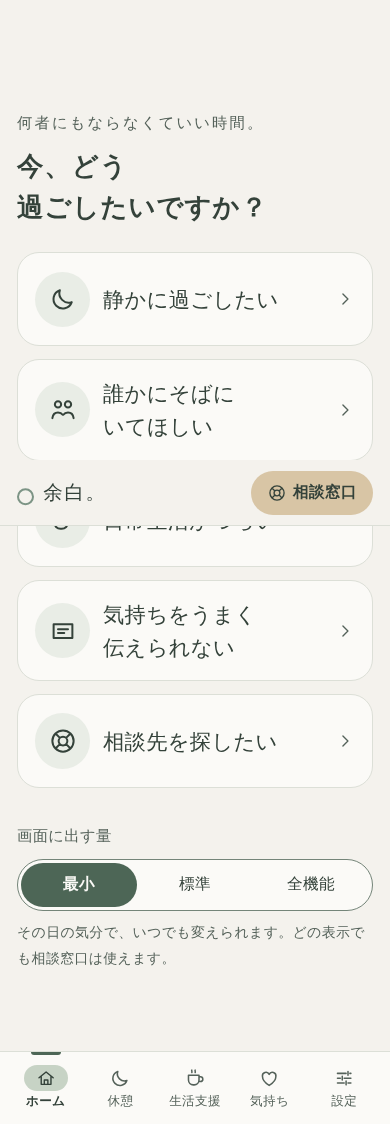 何者にもならなくていい時間。
今、どう
過ごしたいですか？
静かに過ごしたい
誰かにそばに
いてほしい
余白。
相談窓口
気持ちをうまく
伝えられない
相談先を探したい
画面に出す量
最小
標準
全機能
その日の気分で、いつでも変えられます。どの表示で
も相談窓口は使えます。
ホーム
休憩
生活支援
気持ち
設定